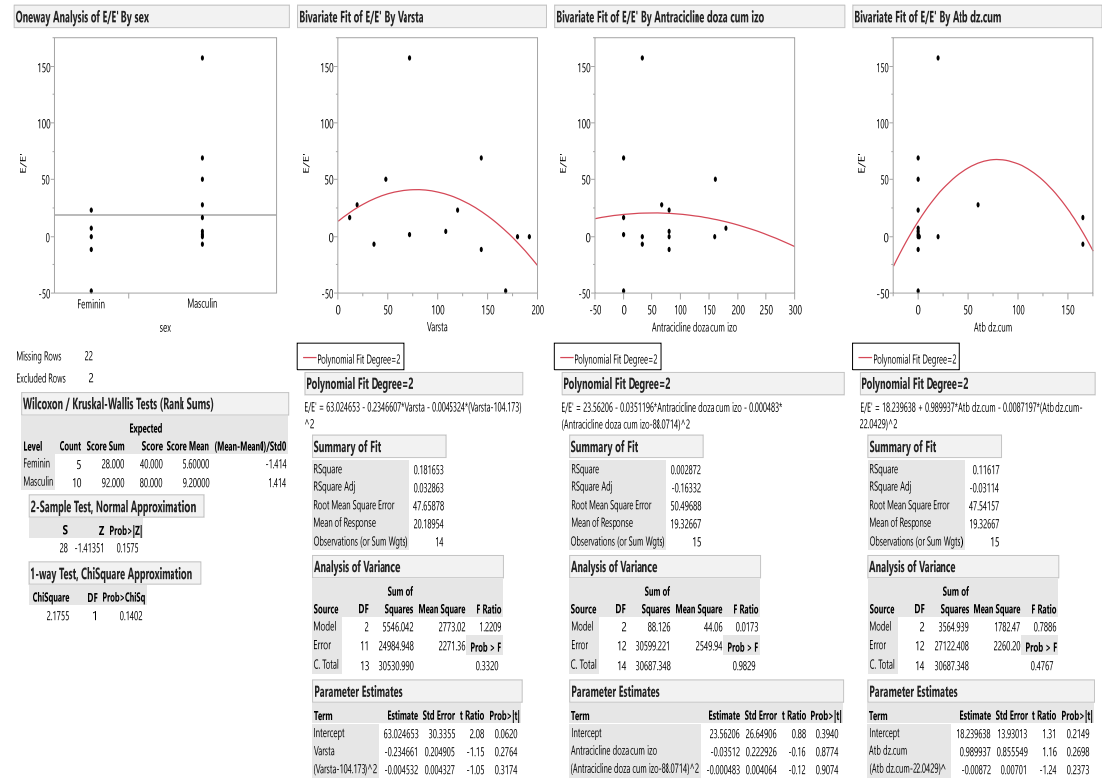 Oneway Analysis of E/E' By sex
E/E'
150
100
50
0
-50
Feminin Masculin
sex
Missing Rows 22
Excluded Rows 2
Wilcoxon / Kruskal-Wallis Tests (Rank Sums)
Expected
Level Count Score Sum Score Score Mean (Mean-Mean0)/Std0
Feminin 5 28.000 40.000 5.60000 -1.414
Masculin 10 92.000 80.000 9.20000 1.414
2-Sample Test, Normal Approximation
S Z Prob>|Z|
28 -1.41351 0.1575
1-way Test, ChiSquare Approximation
ChiSquare DF Prob>ChiSq
2.1755 1 0.1402
Bivariate Fit of E/E' By Varsta
E/E'
150
100
50
0
-50
0 50 100 150 200
Varsta
Polynomial Fit Degree=2
Polynomial Fit Degree=2
E/E' = 63.024653 - 0.2346607*Varsta - 0.0045324*(Varsta-104.173)
^2
Summary of Fit
RSquare 0.181653
RSquare Adj 0.032863
Root Mean Square Error 47.65878
Mean of Response 20.18954
Observations (or Sum Wgts) 14
Analysis of Variance
Sum of
Source DF Squares Mean Square F Ratio
Model 2 5546.042 2773.02 1.2209
Error 11 24984.948 2271.36 Prob > F
C. Total 13 30530.990 0.3320
Parameter Estimates
Term Estimate Std Error t Ratio Prob>|t|
Intercept 63.024653 30.3355 2.08 0.0620
Varsta -0.234661 0.204905 -1.15 0.2764
(Varsta-104.173)^2 -0.004532 0.004327 -1.05 0.3174
Bivariate Fit of E/E' By Antracicline doza cum izo
E/E'
150
100
50
0
-50
-50 0 50 100 150 200 250 300
Antracicline doza cum izo
Polynomial Fit Degree=2
Polynomial Fit Degree=2
E/E' = 23.56206 - 0.0351196*Antracicline doza cum izo - 0.000483*
(Antracicline doza cum izo-88.0714)^2
Summary of Fit
RSquare 0.002872
RSquare Adj -0.16332
Root Mean Square Error 50.49688
Mean of Response 19.32667
Observations (or Sum Wgts) 15
Analysis of Variance
Sum of
Source DF Squares Mean Square F Ratio
Model 2 88.126 44.06 0.0173
Error 12 30599.221 2549.94 Prob > F
C. Total 14 30687.348 0.9829
Parameter Estimates
Term Estimate Std Error t Ratio Prob>|t|
Intercept 23.56206 26.64906 0.88 0.3940
Antracicline doza cum izo -0.03512 0.222926 -0.16 0.8774
(Antracicline doza cum izo-88.0714)^2 -0.000483 0.004064 -0.12 0.9074
Bivariate Fit of E/E' By Atb dz.cum
E/E'
150
100
50
0
-50
0 50 100 150
Atb dz.cum
Polynomial Fit Degree=2
Polynomial Fit Degree=2
E/E' = 18.239638 + 0.989937*Atb dz.cum - 0.0087197*(Atb dz.cum-
22.0429)^2
Summary of Fit
RSquare 0.11617
RSquare Adj -0.03114
Root Mean Square Error 47.54157
Mean of Response 19.32667
Observations (or Sum Wgts) 15
Analysis of Variance
Sum of
Source DF Squares Mean Square F Ratio
Model 2 3564.939 1782.47 0.7886
Error 12 27122.408 2260.20 Prob > F
C. Total 14 30687.348 0.4767
Parameter Estimates
Term Estimate Std Error t Ratio Prob>|t|
Intercept 18.239638 13.93013 1.31 0.2149
Atb dz.cum 0.989937 0.855549 1.16 0.2698
(Atb dz.cum-22.0429)^ -0.00872 0.00701 -1.24 0.2373